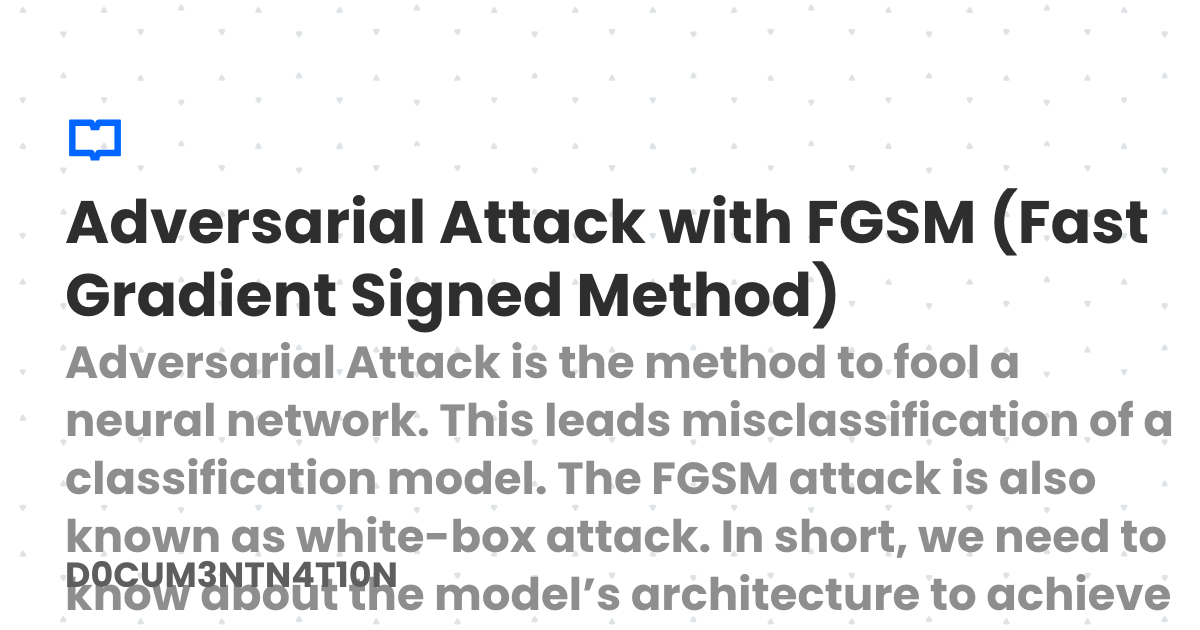 Adversarial Attack with FGSM (Fast
Gradient Signed Method)
Adversarial Attack is the method to fool a
neural network. This leads misclassification of a
classification model. The FGSM attack is also
known as white-box attack. In short, we need to
D0CUM3NTN4T10N
know about the model’s architecture to achieve